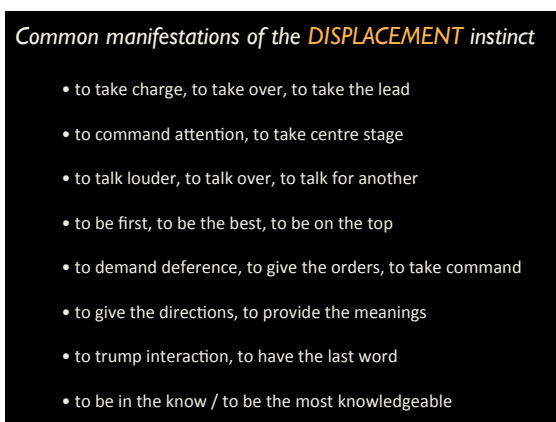 Common manifestations of the DISPLACEMENT instinct
• to take charge, to take over, to take the lead
• to command attention, to take centre stage
• to talk louder, to talk over, to talk for another
• to be first, to be the best, to be on the top
• to demand deference, to give the orders, to take command
• to give the directions, to provide the meanings
• to trump interaction, to have the last word
• to be in the know / to be the most knowledgeable